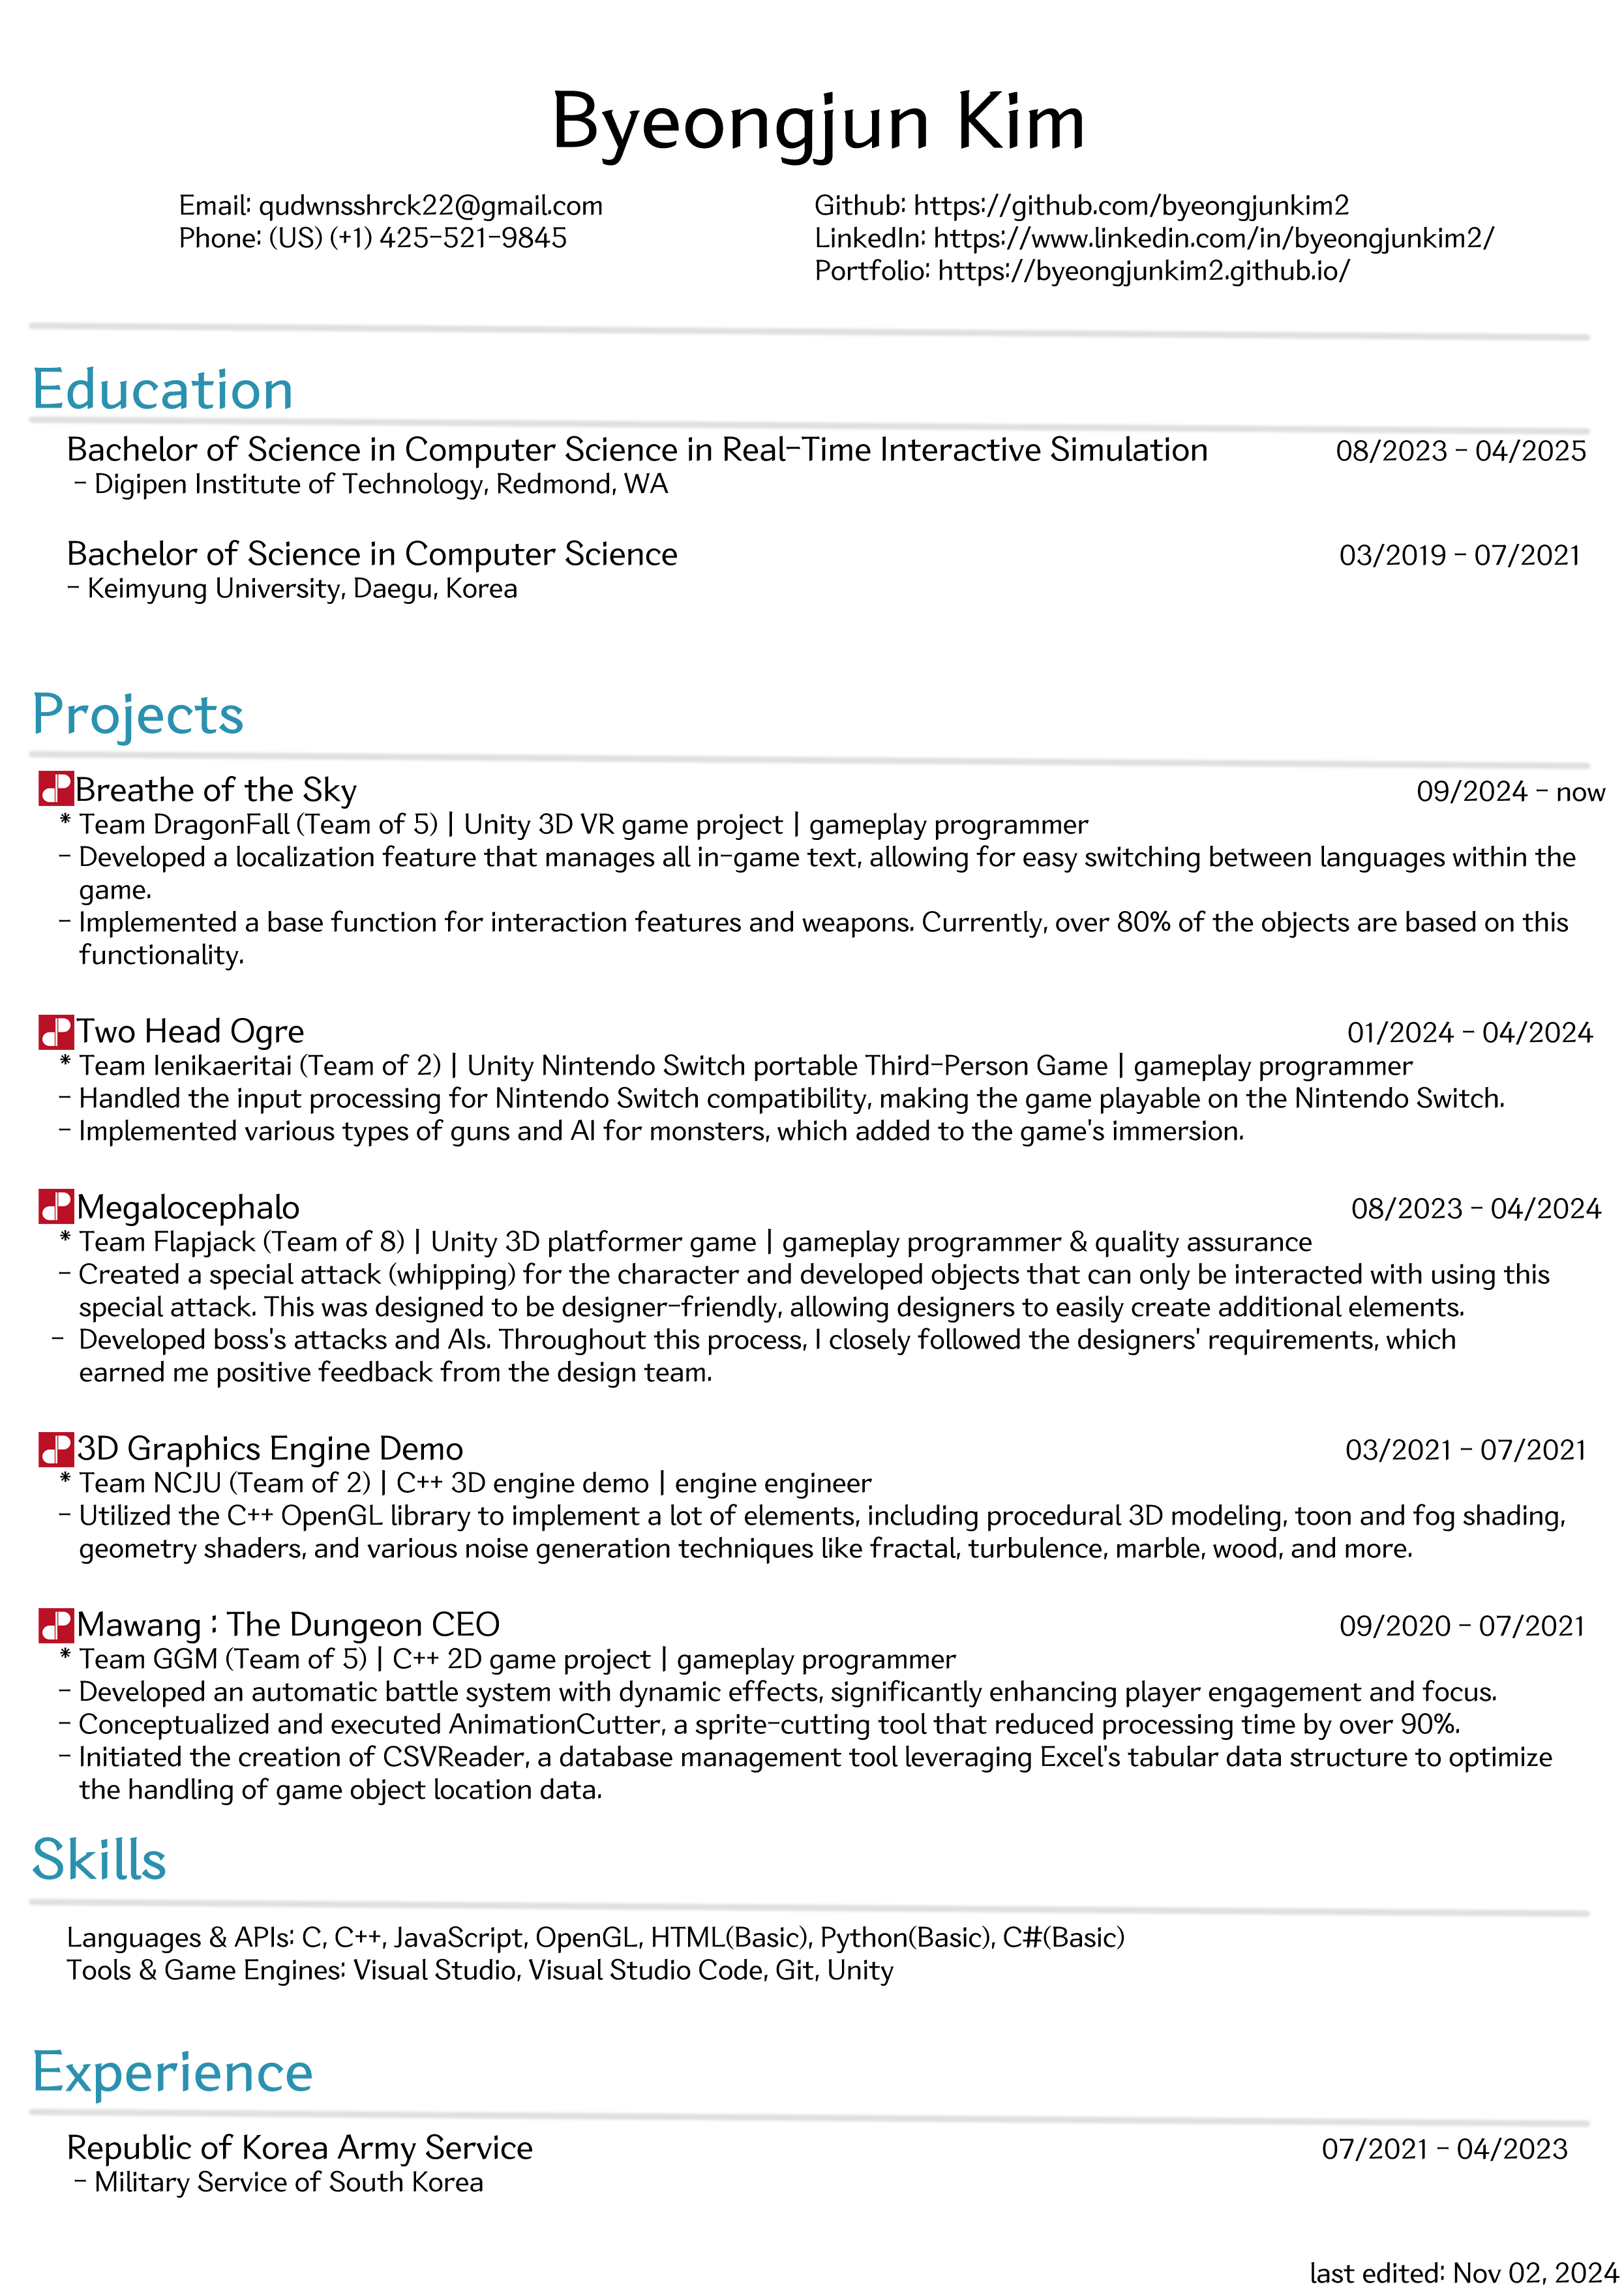 Byeongjun Kim
Email: qudwnsshrck22@gmail.com
Phone: (US) (+1) 425-521-9845
Github: https://github.com/byeongjunkim2
LinkedIn: https://www.linkedin.com/in/byeongjunkim2/
Portfolio: https://byeongjunkim2.github.io/
Education
Bachelor of Science in Computer Science in Real-Time Interactive Simulation 08/2023 - 04/2025
- Digipen Institute of Technology, Redmond, WA
Bachelor of Science in Computer Science 03/2019 - 07/2021
- Keimyung University, Daegu, Korea
Projects
Breathe of the Sky 09/2024 - now
* Team DragonFall (Team of 5) | Unity 3D VR game project | gameplay programmer
- Developed a localization feature that manages all in-game text, allowing for easy switching between languages within the
game.
- Implemented a base function for interaction features and weapons. Currently, over 80% of the objects are based on this
functionality.
Two Head Ogre 01/2024 - 04/2024
* Team Ienikaeritai (Team of 2) | Unity Nintendo Switch portable Third-Person Game | gameplay programmer
- Handled the input processing for Nintendo Switch compatibility, making the game playable on the Nintendo Switch.
- Implemented various types of guns and AI for monsters, which added to the game's immersion.
Megalocephalo 08/2023 - 04/2024
* Team Flapjack (Team of 8) | Unity 3D platformer game | gameplay programmer & quality assurance
- Created a special attack (whipping) for the character and developed objects that can only be interacted with using this
special attack. This was designed to be designer-friendly, allowing designers to easily create additional elements.
- Developed boss's attacks and AIs. Throughout this process, I closely followed the designers' requirements, which
earned me positive feedback from the design team.
3D Graphics Engine Demo 03/2021 - 07/2021
* Team NCJU (Team of 2) | C++ 3D engine demo | engine engineer
- Utilized the C++ OpenGL library to implement a lot of elements, including procedural 3D modeling, toon and fog shading,
geometry shaders, and various noise generation techniques like fractal, turbulence, marble, wood, and more.
Mawang : The Dungeon CEO 09/2020 - 07/2021
* Team GGM (Team of 5) | C++ 2D game project | gameplay programmer
- Developed an automatic battle system with dynamic effects, significantly enhancing player engagement and focus.
- Conceptualized and executed AnimationCutter, a sprite-cutting tool that reduced processing time by over 90%.
- Initiated the creation of CSVReader, a database management tool leveraging Excel's tabular data structure to optimize
the handling of game object location data.
Skills
Languages & APIs: C, C++, JavaScript, OpenGL, HTML(Basic), Python(Basic), C#(Basic)
Tools & Game Engines: Visual Studio, Visual Studio Code, Git, Unity
Experience
Republic of Korea Army Service 07/2021 - 04/2023
- Military Service of South Korea
last edited: Nov 02, 2024